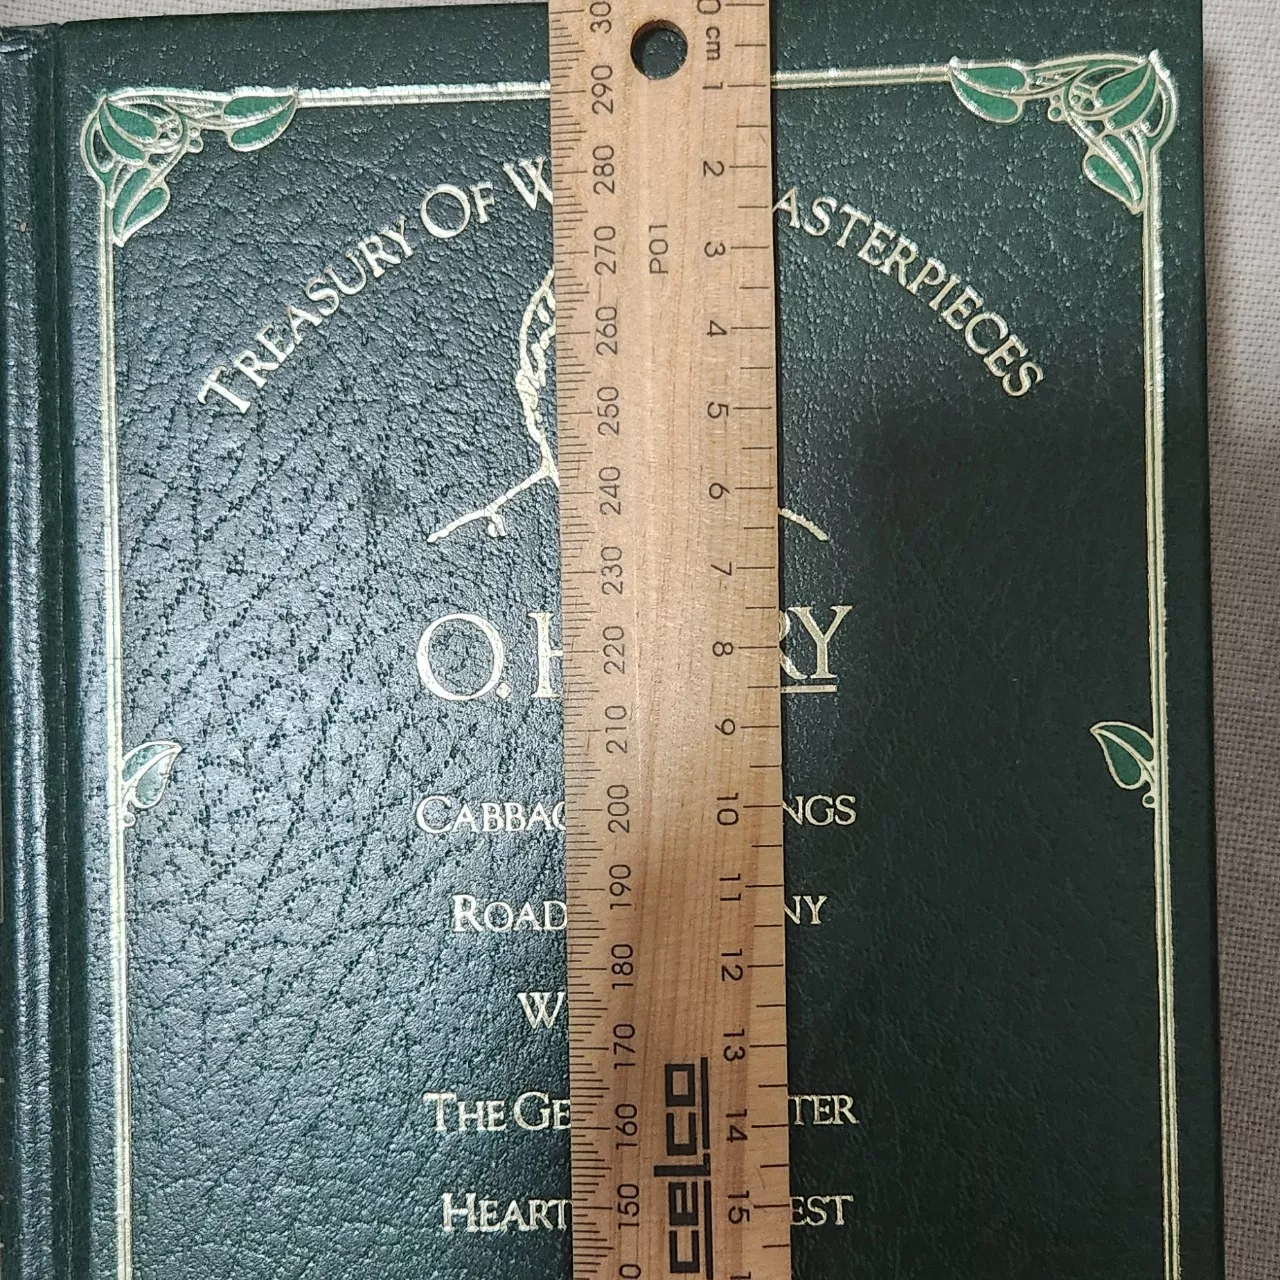 TREASURY OF W ASTERPIECES
O. H RY
CABBAG NGS
ROAD NY
W
THE GE TER
HEART EST
0 cm 1 2 3 4 5 6 7 8 9 10 11 12 13 14 15
30 290 280 270 260 250 240 230 220 210 200 190 180 170 160 150
P01
celco